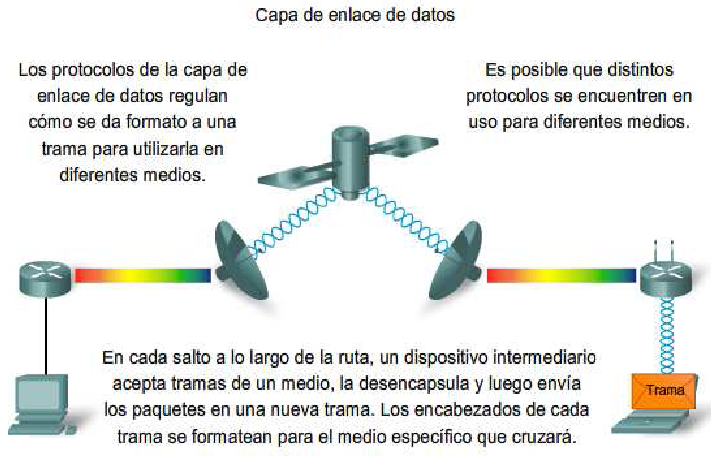 Capa de enlace de datos
Los protocolos de la capa de
enlace de datos regulan
cómo se da formato a una
trama para utilizarla en
diferentes medios.
Es posible que distintos
protocolos se encuentren en
uso para diferentes medios.
En cada salto a lo largo de la ruta, un dispositivo intermediario
acepta tramas de un medio, la desencapsula y luego envía
los paquetes en una nueva trama. Los encabezados de cada
trama se formatean para el medio específico que cruzará.
Trama